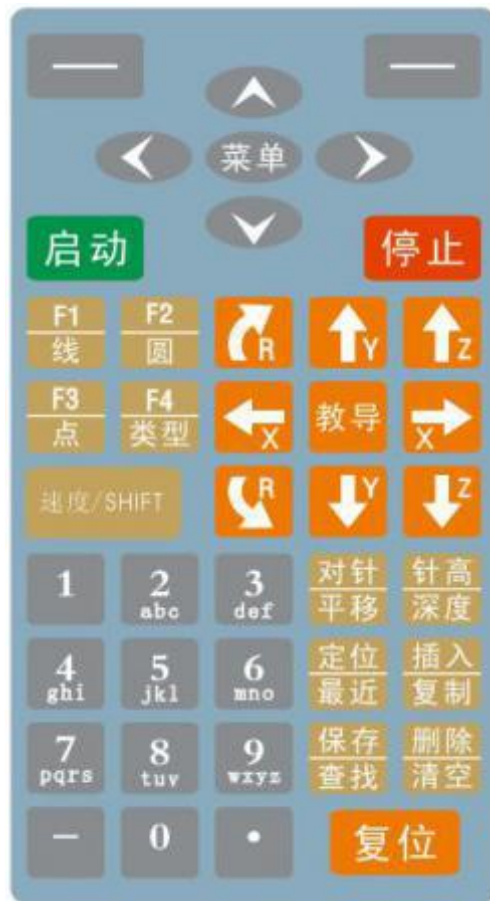 — —
菜单
启动 停止
F1 F2
线 圆 R Y Z
F3 F4
点 类型 X 教导 X
速度/SHIFT R Y Z
1 2 3 对针 针高
abc def 平移 深度
4 5 6 定位 插入
ghi jkl mno 最近 复制
7 8 9 保存 删除
pqrs tuv wxyz 查找 清空
- 0 · 复位